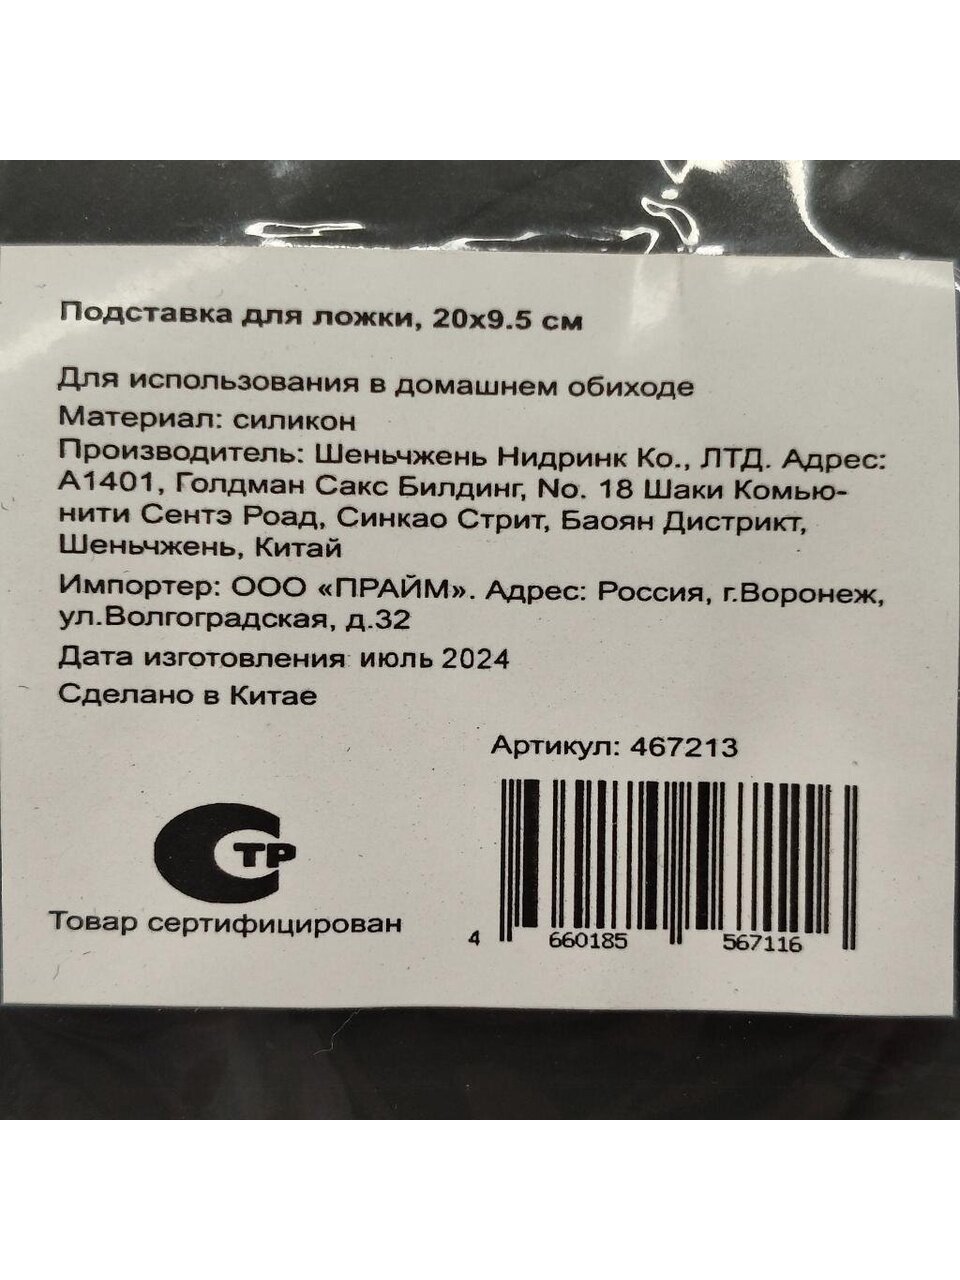 Подставка для ложки, 20х9.5 см
Для использования в домашнем обиходе
Материал: силикон
Производитель: Шеньчжень Нидринк Ко., ЛТД. Адрес:
А1401, Голдман Сакс Билдинг, No. 18 Шаки Комью-
нити Сентэ Роад, Синкао Стрит, Баоян Дистрикт,
Шеньчжень, Китай
Импортер: ООО «ПРАЙМ». Адрес: Россия, г.Воронеж,
ул.Волгоградская, д.32
Дата изготовления июль 2024
Сделано в Китае
Артикул: 467213
СТР
Товар сертифицирован
4 660185 567116